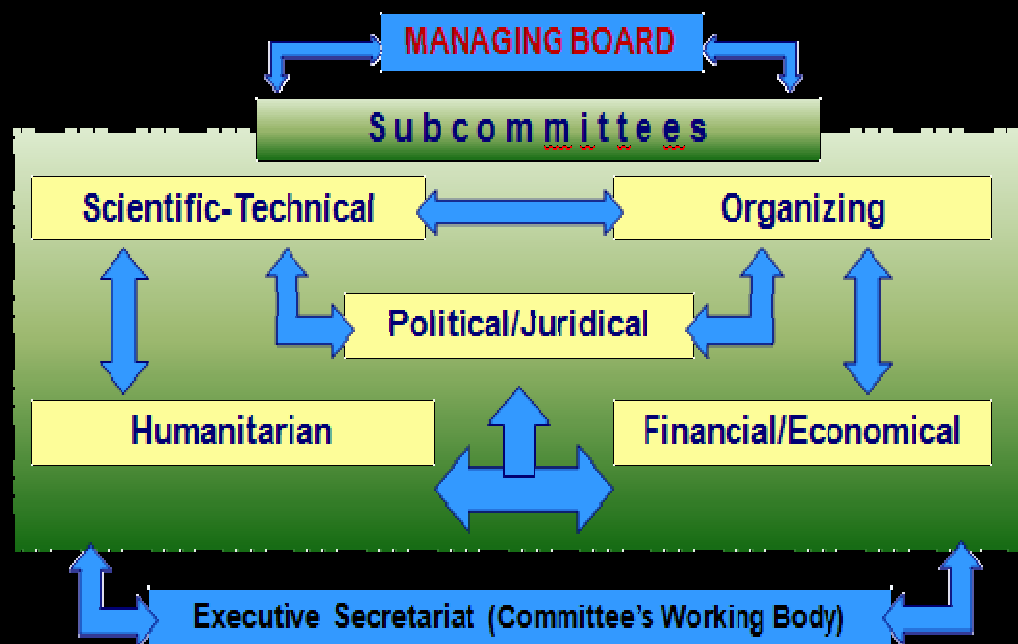 MANAGING BOARD
Subcommittees
Scientific-Technical
Organizing
Political/Juridical
Humanitarian
Financial/Economical
Executive Secretariat (Committee's Working Body)